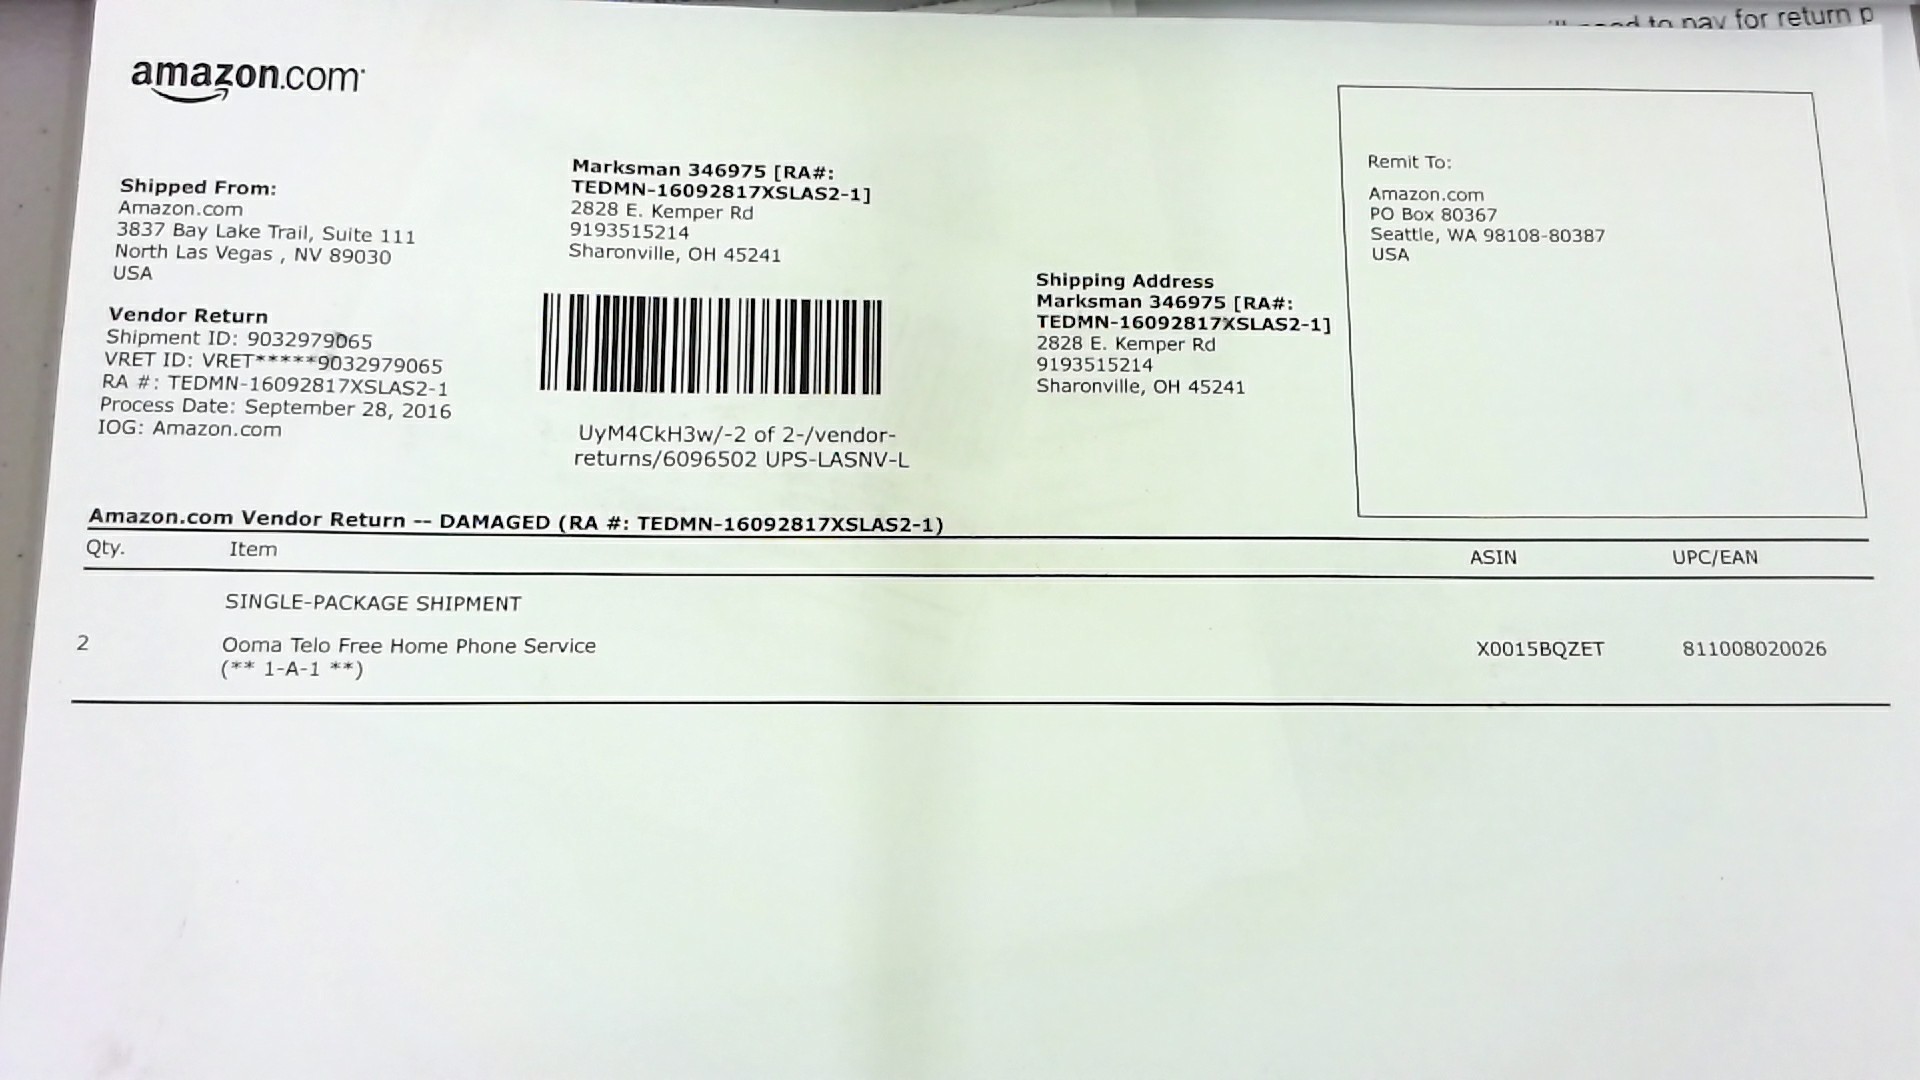 to pay for return p
amazon.com
Shipped From:
Amazon.com
3837 Bay Lake Trail, Suite 111
North Las Vegas , NV 89030
USA
Marksman 346975 [RA#:
TEDMN-16092817XSLAS2-1]
2828 E. Kemper Rd
9193515214
Sharonville, OH 45241
Remit To:
Amazon.com
PO Box 80367
Seattle, WA 98108-80387
USA
Vendor Return
Shipment ID: 9032979065
VRET ID: VRET*****9032979065
RA #: TEDMN-16092817XSLAS2-1
Process Date: September 28, 2016
IOG: Amazon.com
UyM4CkH3w/-2 of 2-/vendor-
returns/6096502 UPS-LASNV-L
Shipping Address
Marksman 346975 [RA#:
TEDMN-16092817XSLAS2-1]
2828 E. Kemper Rd
9193515214
Sharonville, OH 45241
Amazon.com Vendor Return -- DAMAGED (RA #: TEDMN-16092817XSLAS2-1)
Qty. Item ASIN UPC/EAN
SINGLE-PACKAGE SHIPMENT
2 Ooma Telo Free Home Phone Service X0015BQZET 811008020026
(** 1-A-1 **)